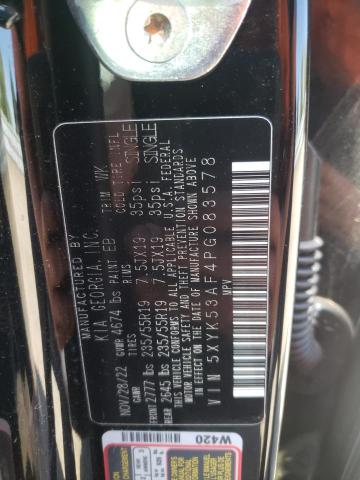 MANUFACTURED BY
KIA GEORGIA, INC.
NOV/28/22 GVWR 4674 lbs PAINT EB TRIM WK
GAWR TIRES RIMS COLD TIRE INFL
FRONT 2777 lbs 235/55R19 7.5JX19 35psi SINGLE
REAR 2645 lbs 235/55R19 7.5JX19 35psi SINGLE
THIS VEHICLE CONFORMS TO ALL APPLICABLE U.S.A. FEDERAL
MOTOR VEHICLE SAFETY AND THEFT PREVENTION STANDARDS
IN EFFECT ON THE DATE OF MANUFACTURE SHOWN ABOVE.
VIN 5XYK53AF4PG083578
MPV
W420